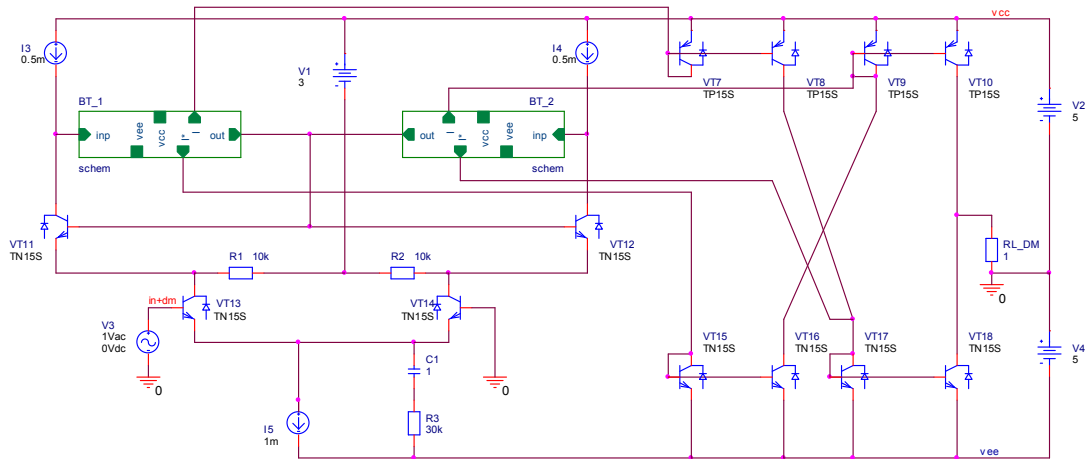 vcc
I3
0.5m
V1
3
I4
0.5m
VT7
TP15S
VT8
TP15S
VT9
TP15S
VT10
TP15S
V2
5
BT_1
inp
vee
vcc
I+
I-
out
schem
BT_2
out
I-
I+
vcc
vee
inp
schem
VT11
TN15S
VT12
TN15S
R1 10k
R2 10k
RL_DM
1
0
in+dm
VT13
TN15S
VT14
TN15S
V3
1Vac
0Vdc
0
0
C1
1
R3
30k
I5
1m
VT15
TN15S
VT16
TN15S
VT17
TN15S
VT18
TN15S
V4
5
vee